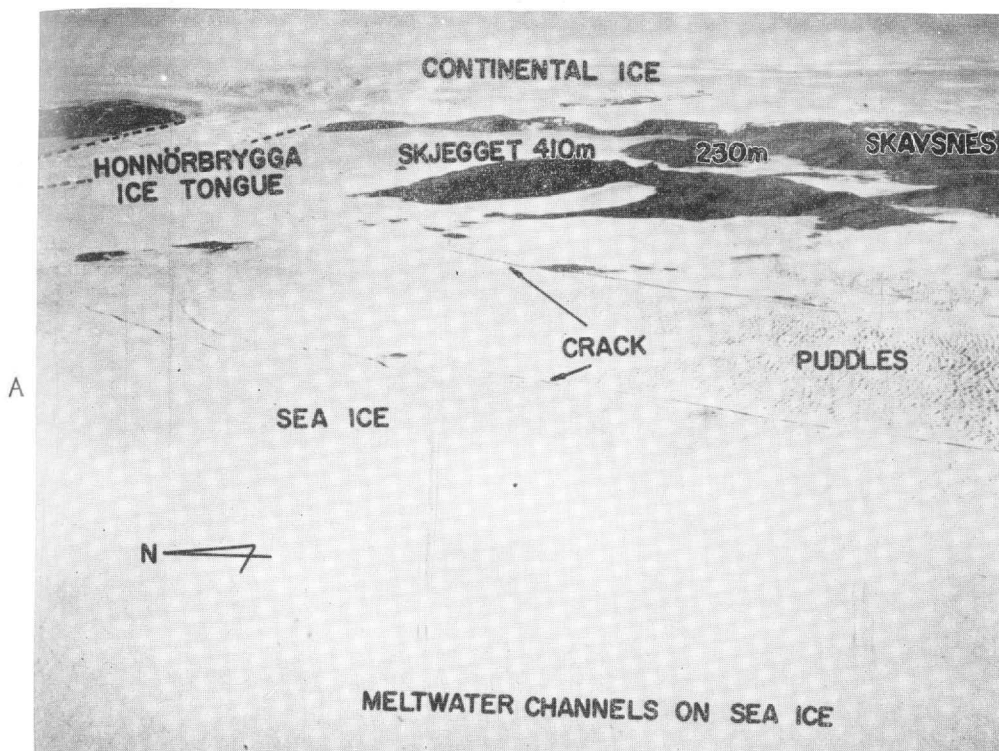 CONTINENTAL ICE
HONNÖRBRYGGA
ICE TONGUE
SKJEGGET 410m
230m
SKAVSNES
CRACK
PUDDLES
A
SEA ICE
N
MELTWATER CHANNELS ON SEA ICE